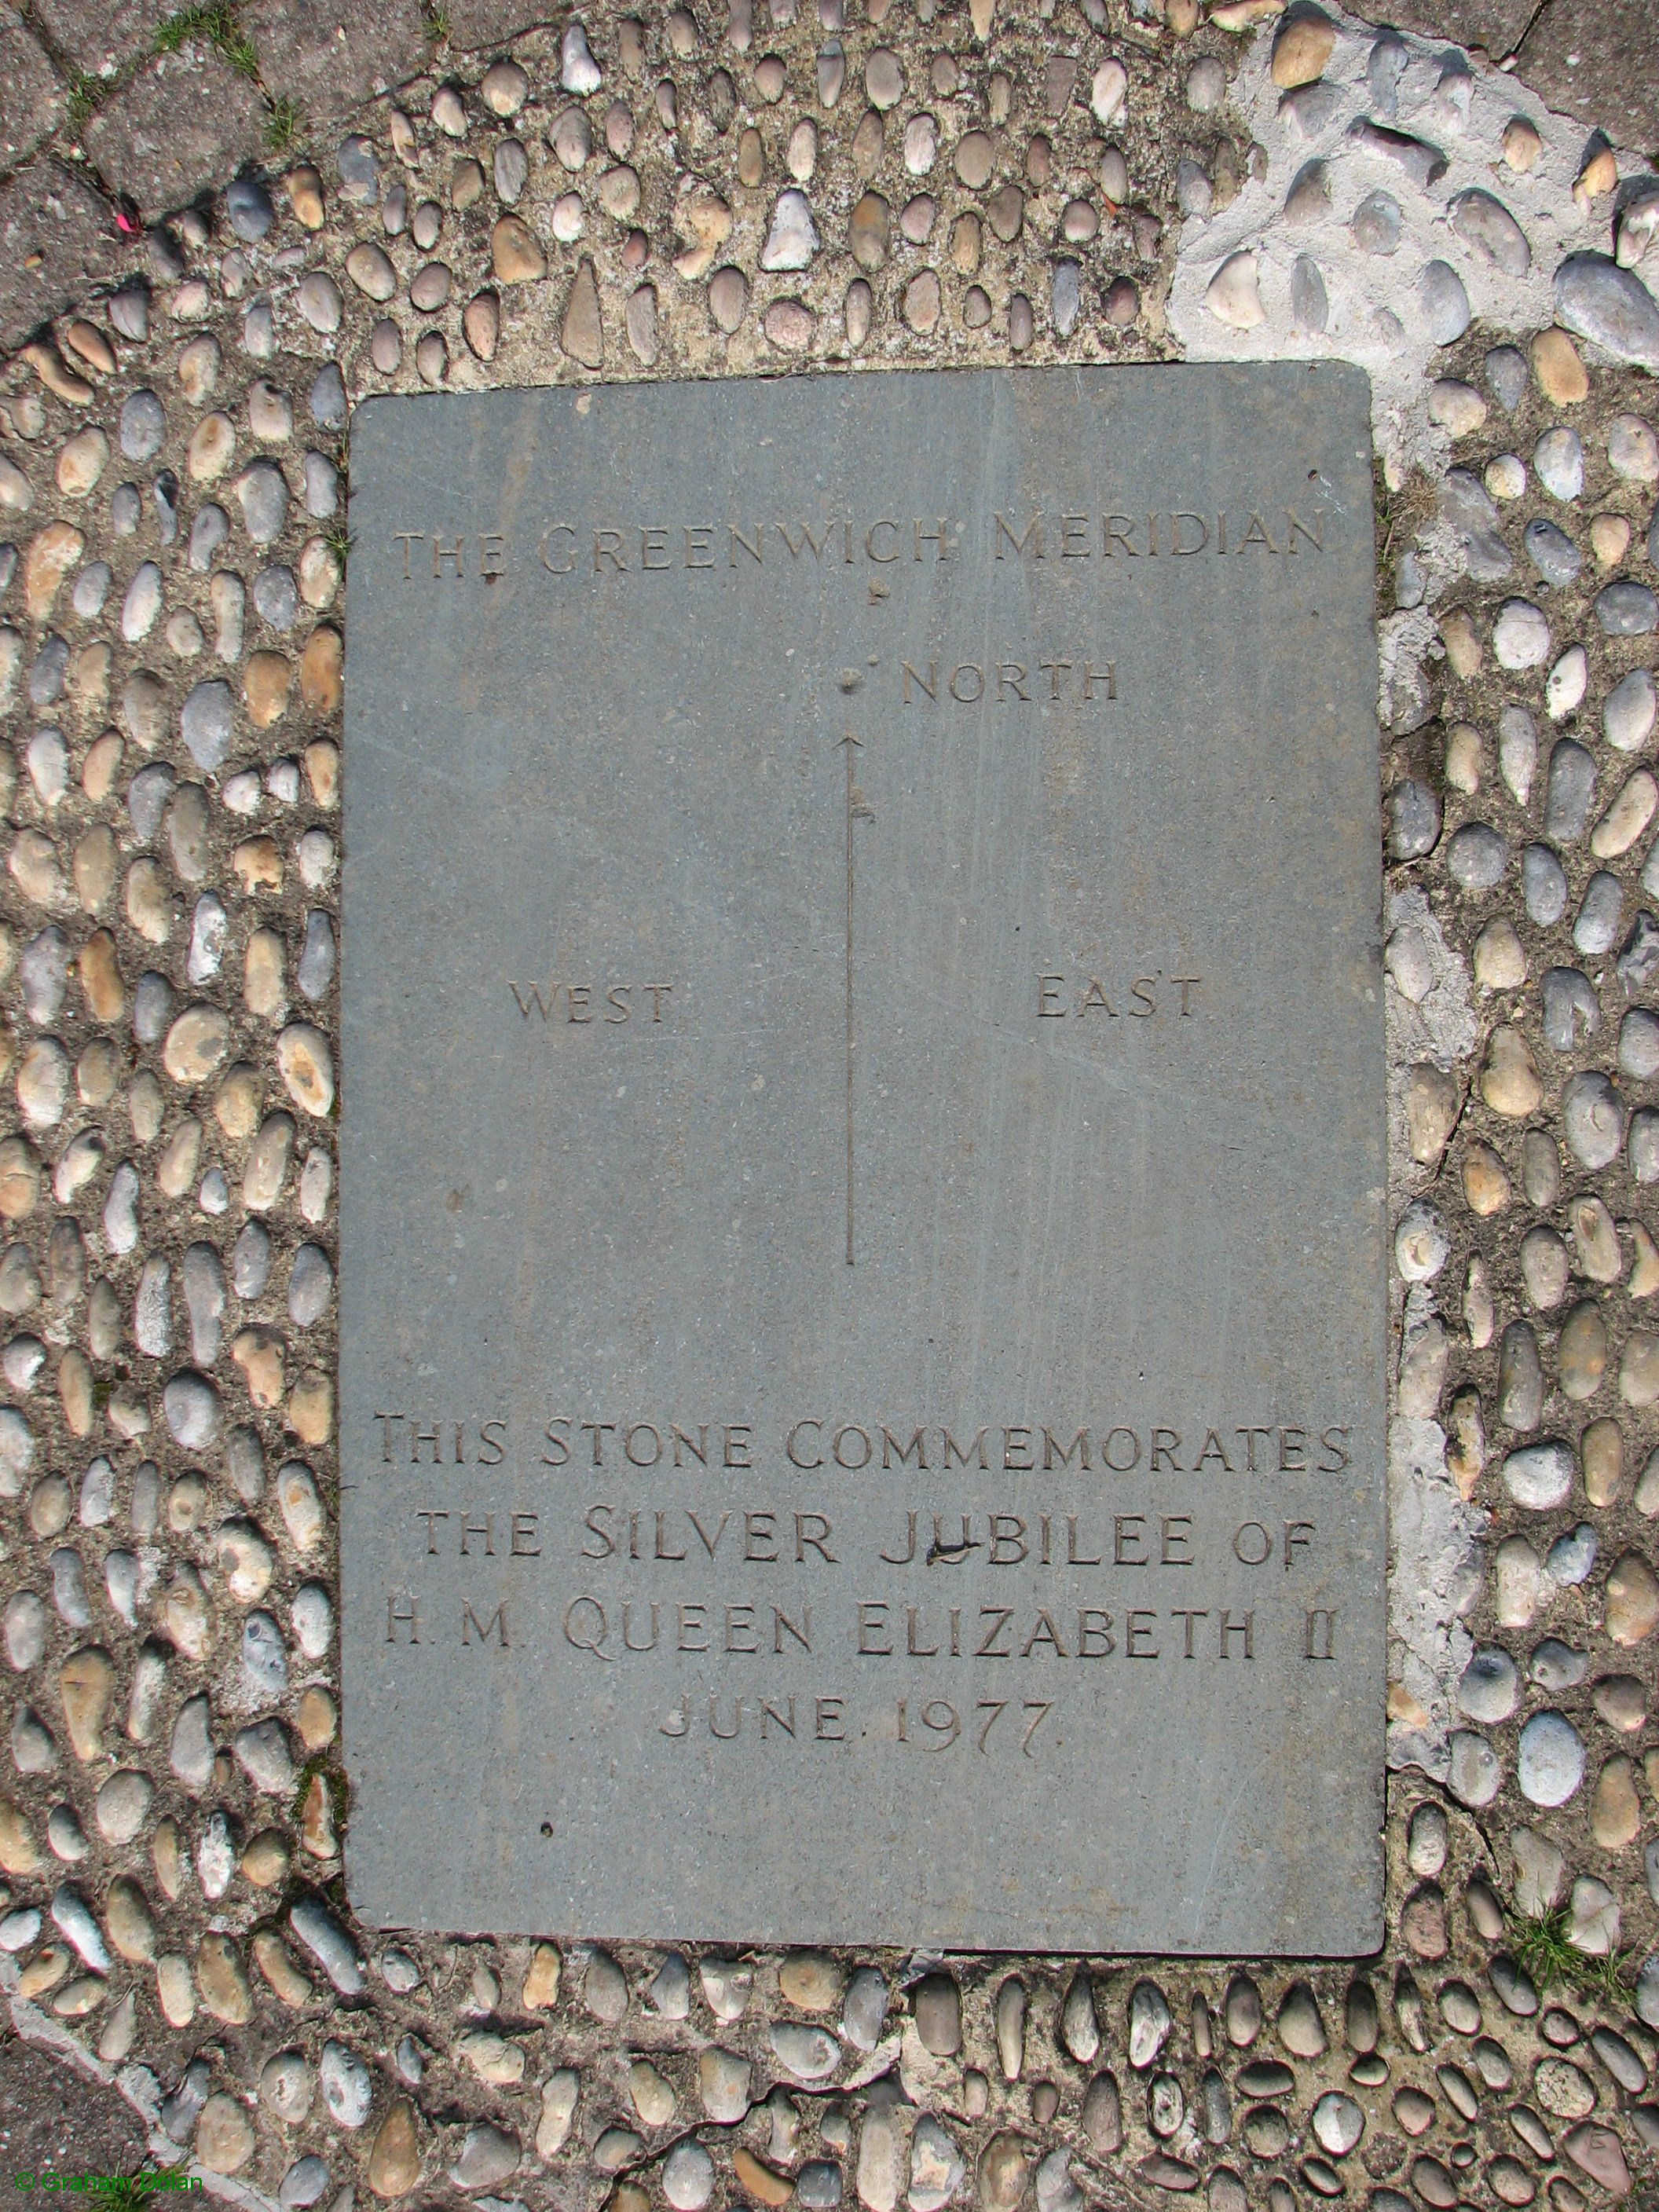 THE GREENWICH MERIDIAN
NORTH
WEST EAST
THIS STONE COMMEMORATES
THE SILVER JUBILEE OF
H.M. QUEEN ELIZABETH II
JUNE. 1977.
© Graham Dolan